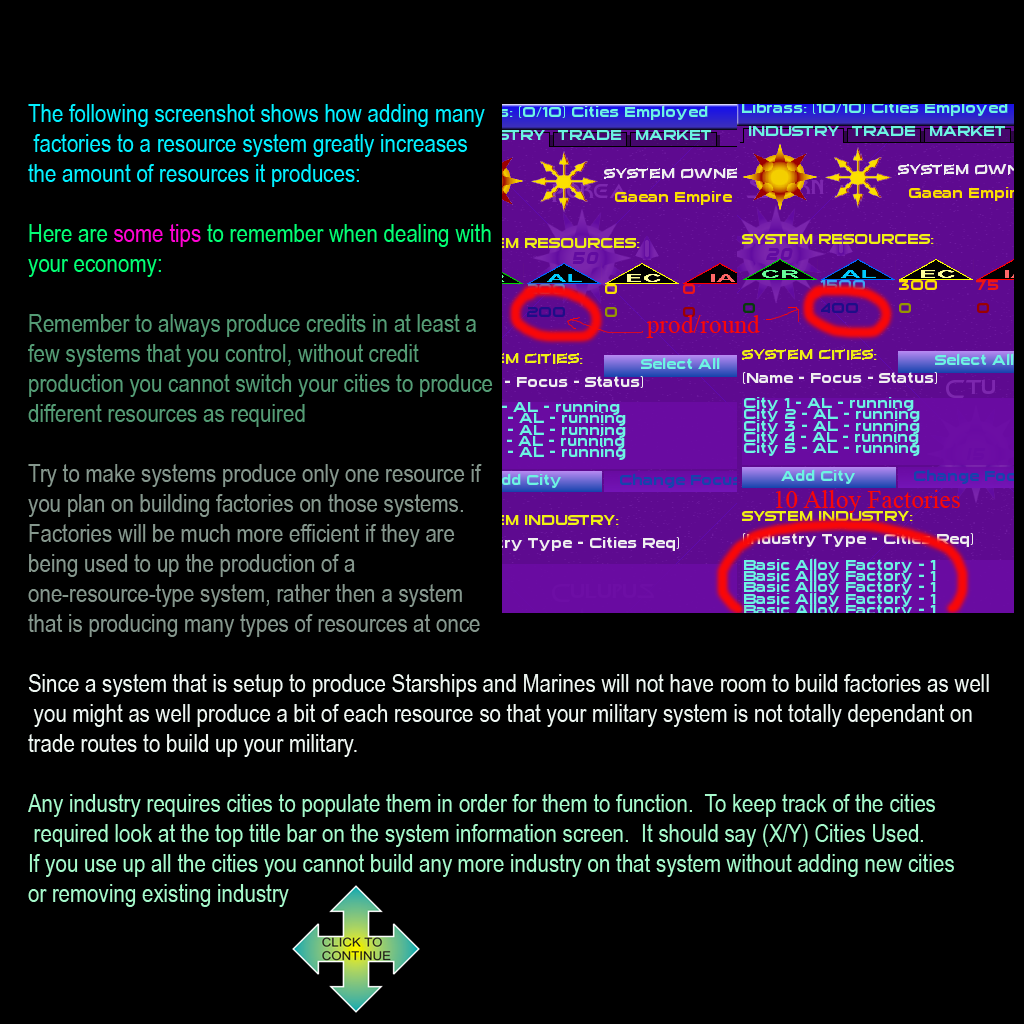 The following screenshot shows how adding many
factories to a resource system greatly increases
the amount of resources it produces:
Here are some tips to remember when dealing with
your economy:
Remember to always produce credits in at least a
few systems that you control, without credit
production you cannot switch your cities to produce
different resources as required
Try to make systems produce only one resource if
you plan on building factories on those systems.
Factories will be much more efficient if they are
being used to up the production of a
one-resource-type system, rather then a system
that is producing many types of resources at once
s: (0/10) Cities Employed
STRY TRADE MARKET
SYSTEM OWNE
Gaean Empire
EM RESOURCES:
50
AL EC IA
0 0
200 0 0
prod/round
EM CITIES:
Select All
- Focus - Status)
- AL - running
- AL - running
- AL - running
- AL - running
- AL - running
dd City Change Focu
EM INDUSTRY:
try Type - Cities Req)
CULUPUS
Librass: (10/10) Cities Employed
INDUSTRY TRADE MARKET
SYSTEM OWN
Gaean Empir
SYSTEM RESOURCES:
20
CR AL EC IA
1500 300 75
0 400 0 0
SYSTEM CITIES:
Select All
(Name - Focus - Status)
CTU
City 1 - AL - running
City 2 - AL - running
City 3 - AL - running
City 4 - AL - running
City 5 - AL - running
Add City Change Focu
10 Alloy Factories
SYSTEM INDUSTRY:
(Industry Type - Cities Req)
Basic Alloy Factory - 1
Basic Alloy Factory - 1
Basic Alloy Factory - 1
Basic Alloy Factory - 1
Basic Alloy Factory - 1
Since a system that is setup to produce Starships and Marines will not have room to build factories as well
you might as well produce a bit of each resource so that your military system is not totally dependant on
trade routes to build up your military.
Any industry requires cities to populate them in order for them to function.  To keep track of the cities
required look at the top title bar on the system information screen.  It should say (X/Y) Cities Used.
If you use up all the cities you cannot build any more industry on that system without adding new cities
or removing existing industry
CLICK TO
CONTINUE